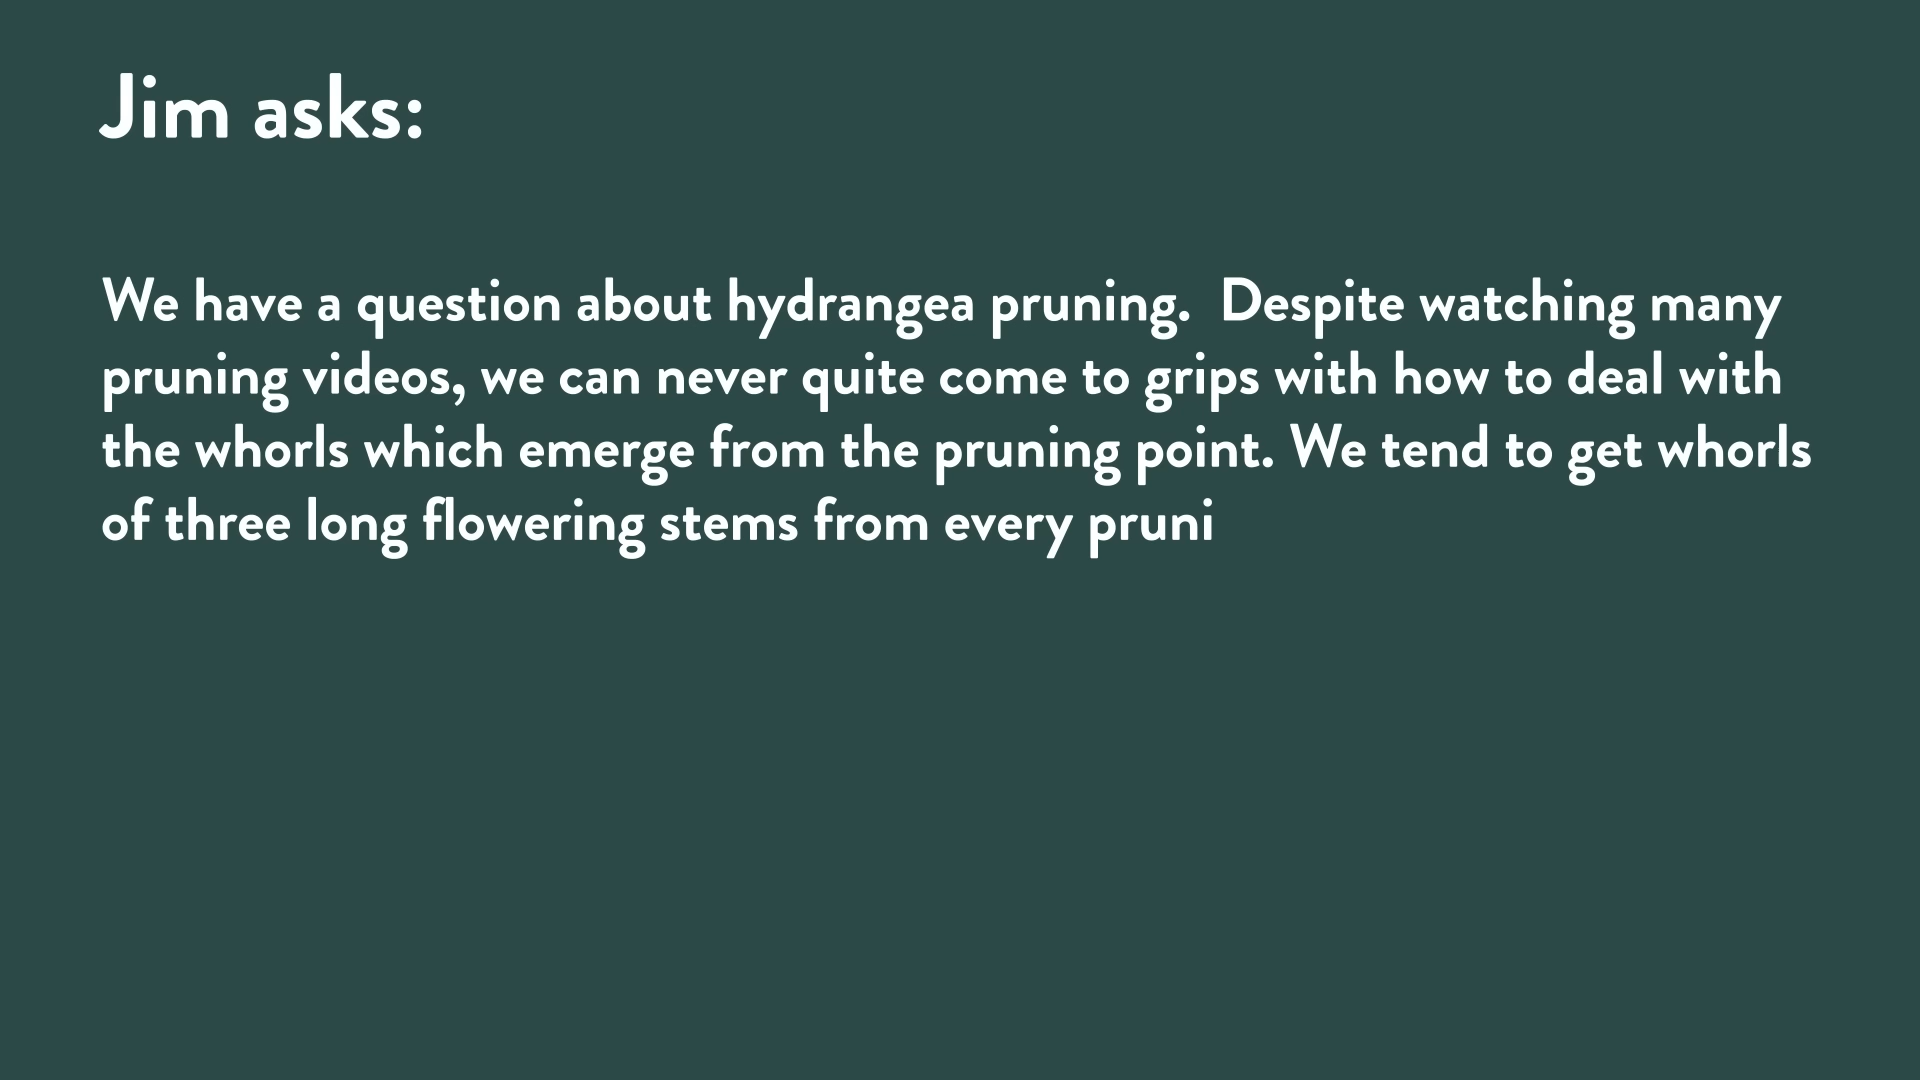 Jim asks:
We have a question about hydrangea pruning.  Despite watching many
pruning videos, we can never quite come to grips with how to deal with
the whorls which emerge from the pruning point. We tend to get whorls
of three long flowering stems from every pruni